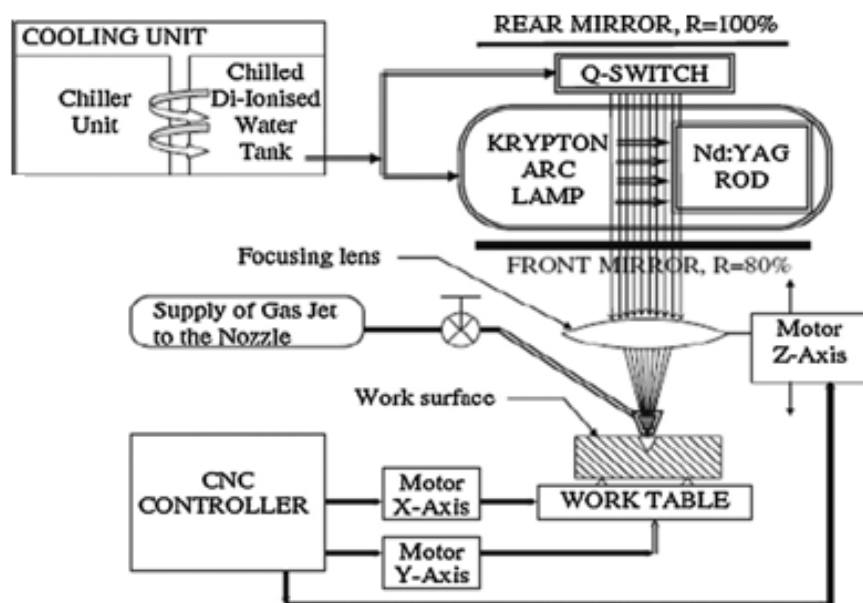 COOLING UNIT
Chiller
Unit
Chilled
Di-Ionised
Water
Tank
REAR MIRROR, R=100%
Q-SWITCH
KRYPTON
ARC
LAMP
Nd:YAG
ROD
FRONT MIRROR, R=80%
Focusing lens
Supply of Gas Jet
to the Nozzle
Motor
Z-Axis
Work surface
CNC
CONTROLLER
Motor
X-Axis
WORK TABLE
Motor
Y-Axis